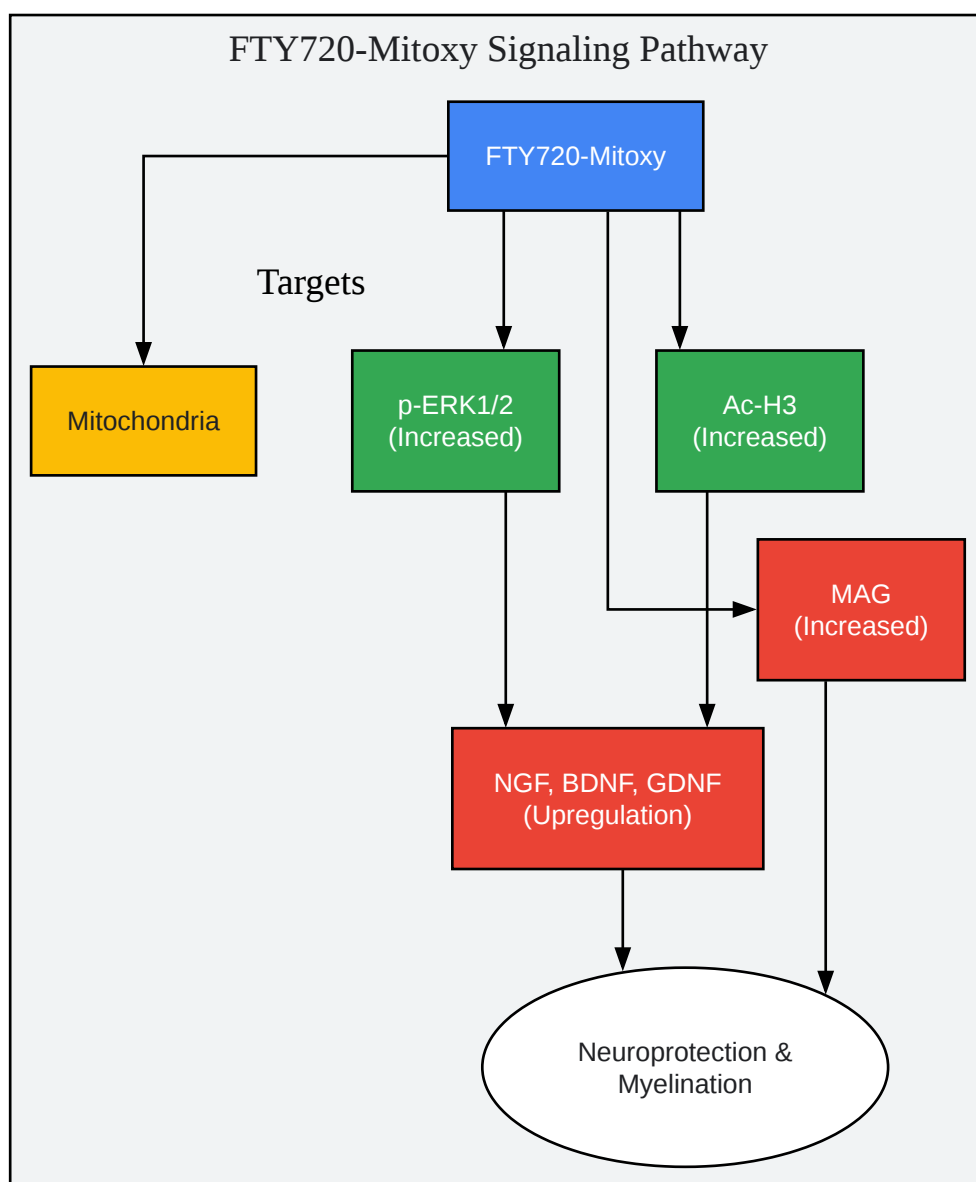 FTY720-Mitoxy Signaling Pathway
FTY720-Mitoxy
Targets
Mitochondria
p-ERK1/2
(Increased)
Ac-H3
(Increased)
MAG
(Increased)
NGF, BDNF, GDNF
(Upregulation)
Neuroprotection &
Myelination